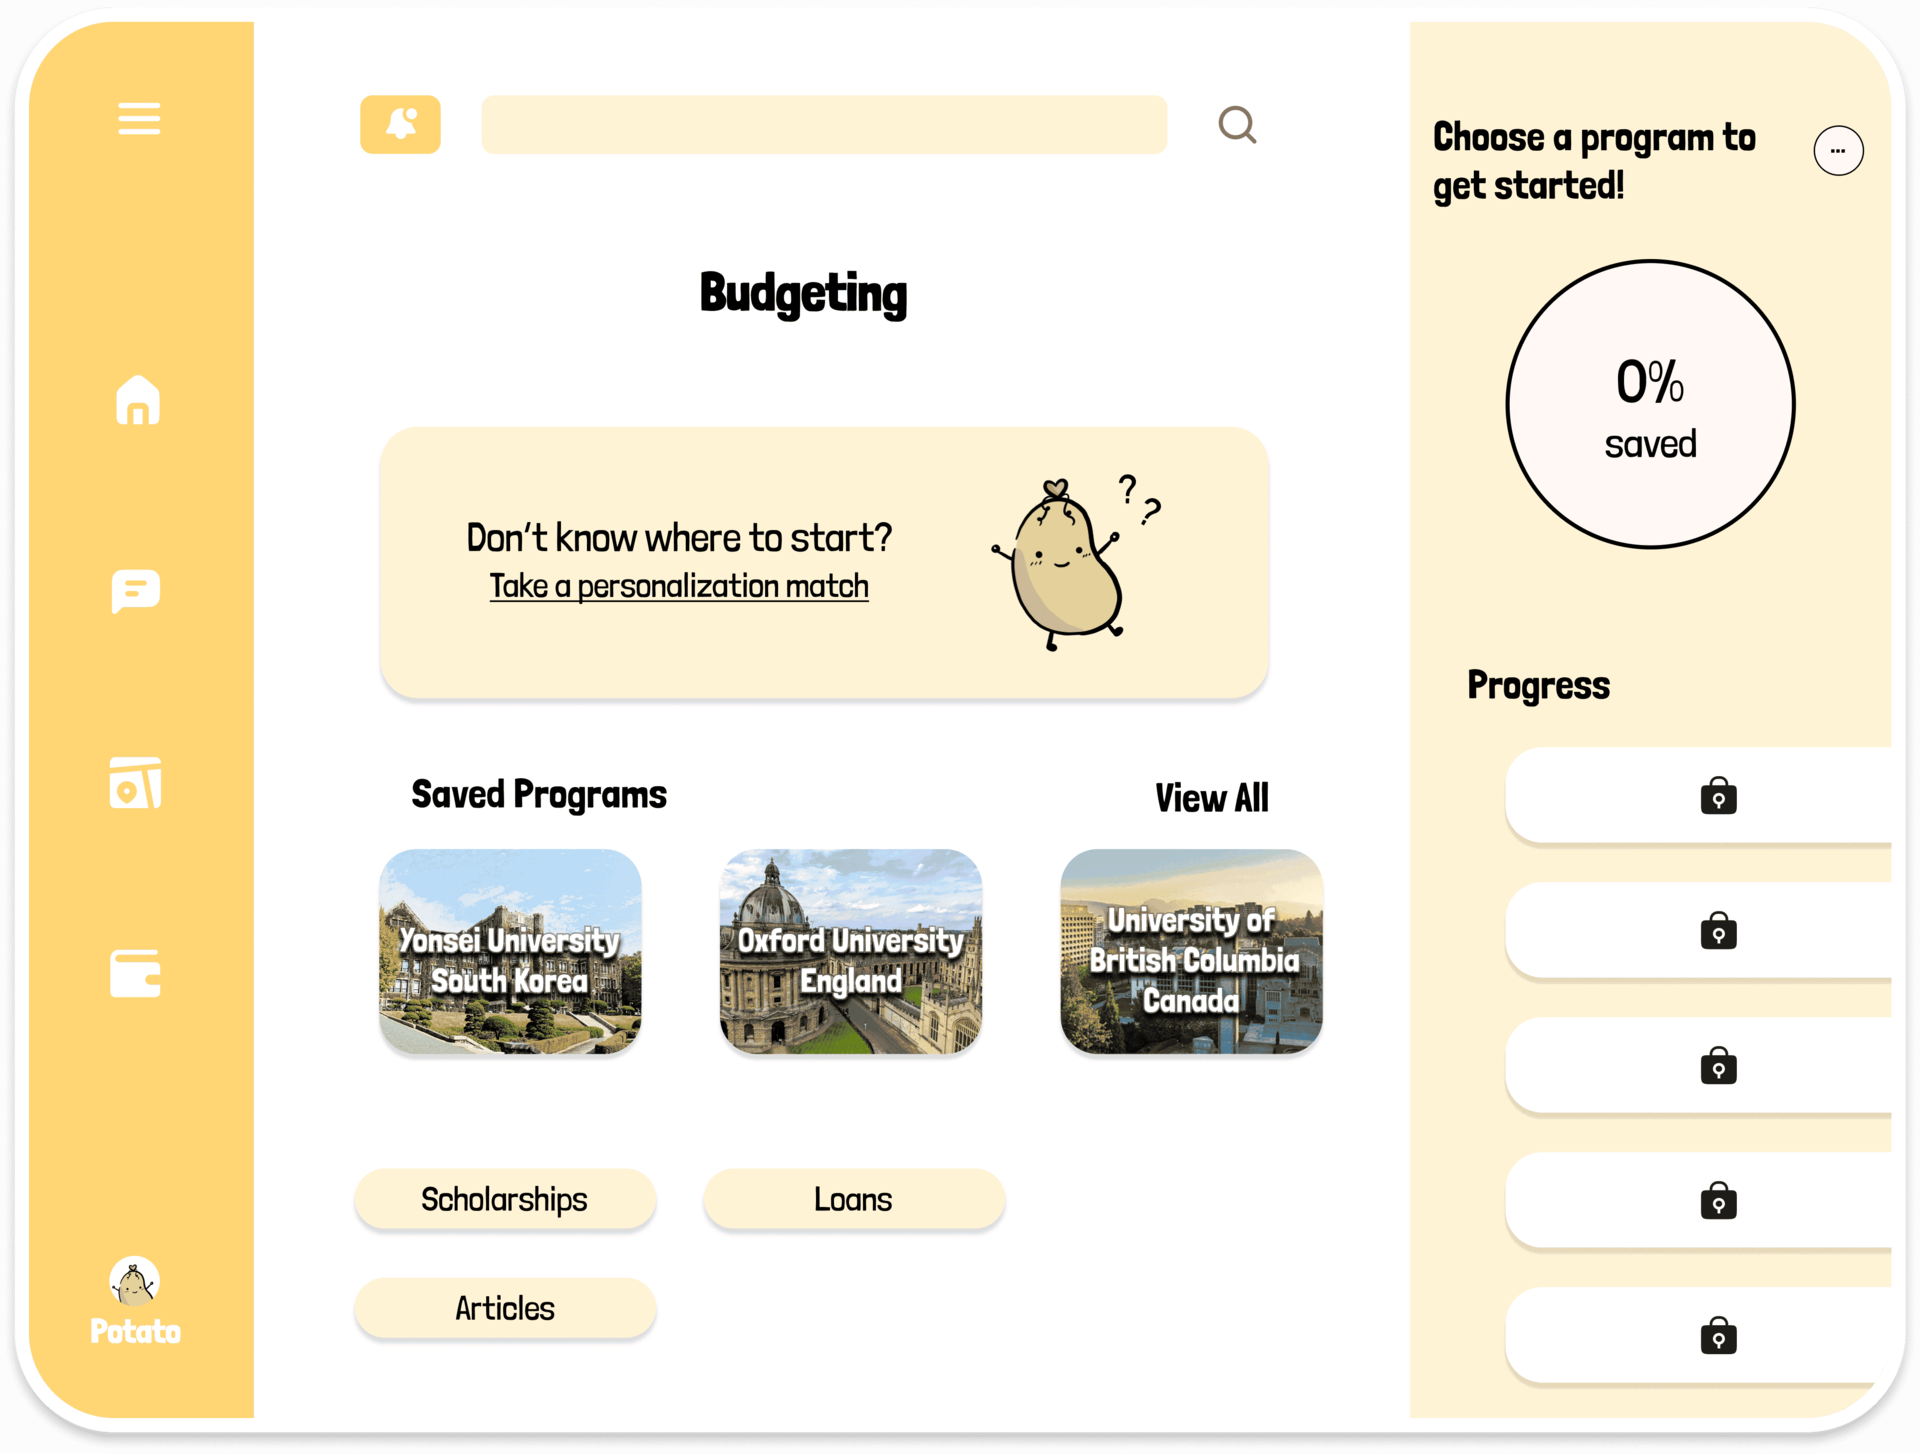 Budgeting
Don't know where to start?
Take a personalization match
? ?
Saved Programs
View All
Yonsei University
South Korea
Oxford University
England
University of
British Columbia
Canada
Scholarships
Loans
Articles
Potato
Choose a program to
get started!
0%
saved
Progress